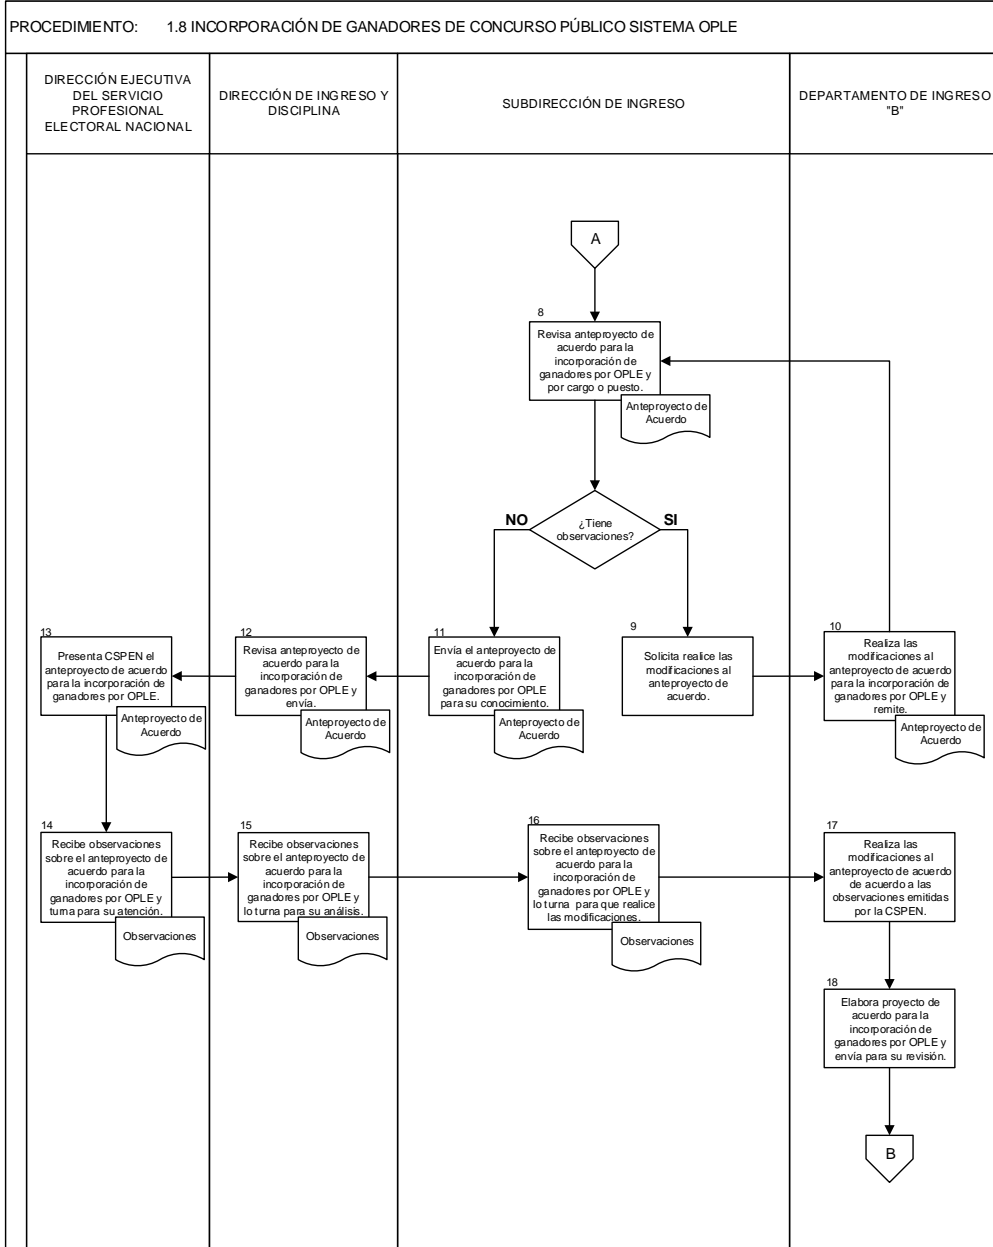 PROCEDIMIENTO: 1.8 INCORPORACIÓN DE GANADORES DE CONCURSO PÚBLICO SISTEMA OPLE
DIRECCIÓN EJECUTIVA
DEL SERVICIO
PROFESIONAL
ELECTORAL NACIONAL
DIRECCIÓN DE INGRESO Y
DISCIPLINA
SUBDIRECCIÓN DE INGRESO
DEPARTAMENTO DE INGRESO
"B"
A
8
Revisa anteproyecto de
acuerdo para la
incorporación de
ganadores por OPLE y
por cargo o puesto.
Anteproyecto de
Acuerdo
¿Tiene
observaciones?
NO
SI
9
Solicita realice las
modificaciones al
anteproyecto de
acuerdo.
10
Realiza las
modificaciones al
anteproyecto de acuerdo
para la incorporación de
ganadores por OPLE y
remite.
Anteproyecto de
Acuerdo
11
Envía el anteproyecto de
acuerdo para la
incorporación de
ganadores por OPLE
para su conocimiento.
Anteproyecto de
Acuerdo
12
Revisa anteproyecto de
acuerdo para la
incorporación de
ganadores por OPLE y
envía.
Anteproyecto de
Acuerdo
13
Presenta CSPEN el
anteproyecto de acuerdo
para la incorporación de
ganadores por OPLE.
Anteproyecto de
Acuerdo
14
Recibe observaciones
sobre el anteproyecto de
acuerdo para la
incorporación de
ganadores por OPLE y
turna para su atención.
Observaciones
15
Recibe observaciones
sobre el anteproyecto de
acuerdo para la
incorporación de
ganadores por OPLE y
lo turna para su análisis.
Observaciones
16
Recibe observaciones
sobre el anteproyecto de
acuerdo para la
incorporación de
ganadores por OPLE y
lo turna para que realice
las modificaciones.
Observaciones
17
Realiza las
modificaciones al
anteproyecto de acuerdo
de acuerdo a las
observaciones emitidas
por la CSPEN.
18
Elabora proyecto de
acuerdo para la
incorporación de
ganadores por OPLE y
envía para su revisión.
B